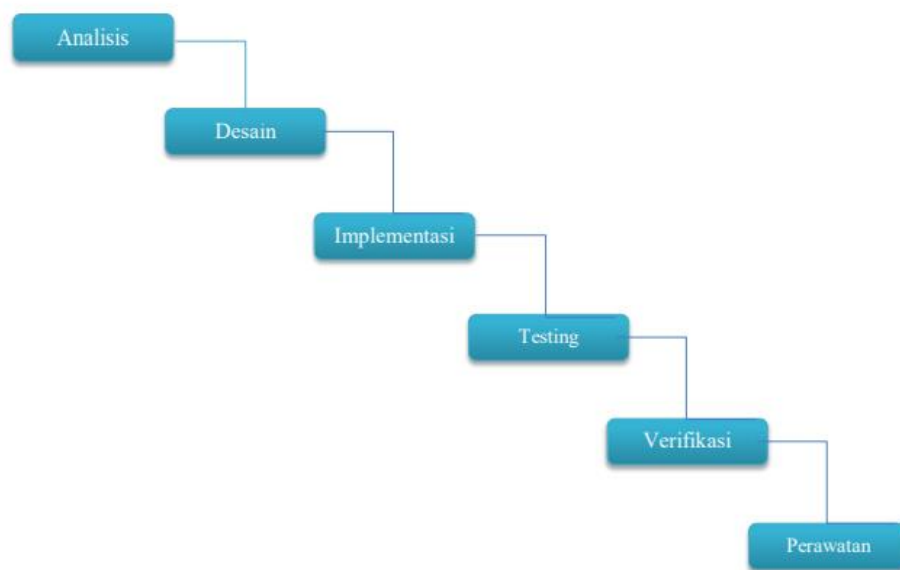 Analisis
Desain
Implementasi
Testing
Verifikasi
Perawatan